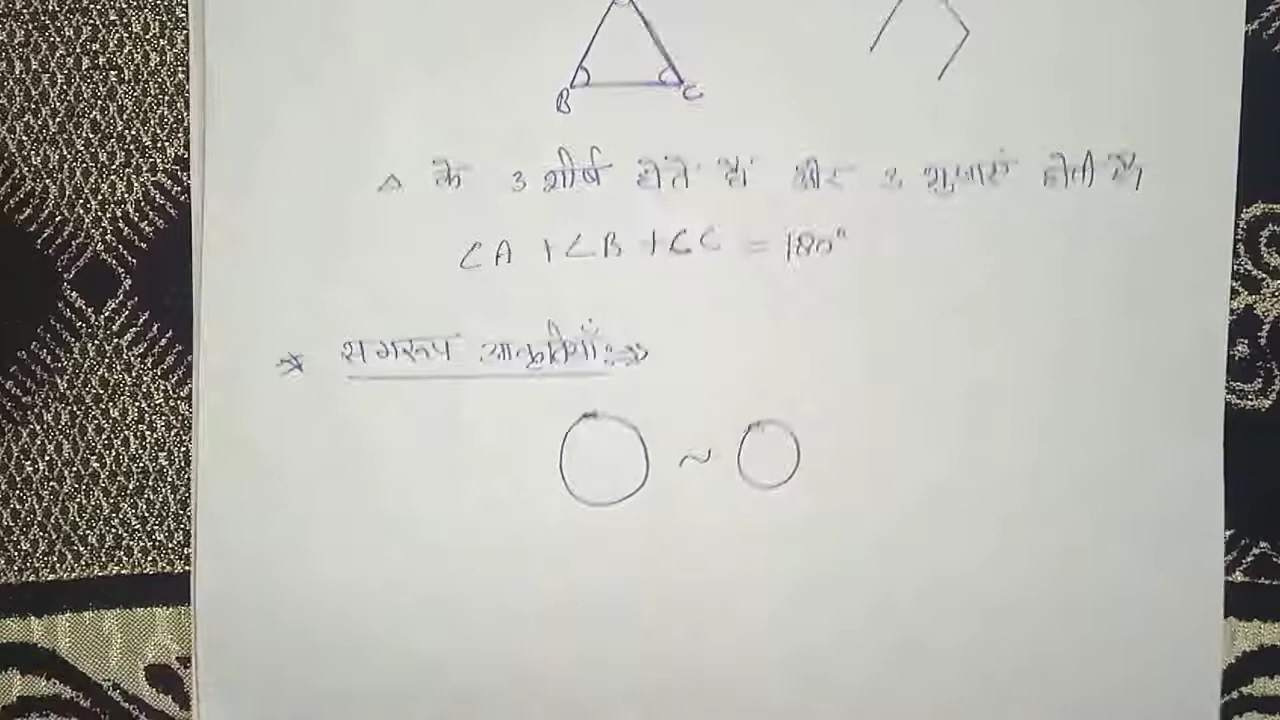 B C
△ के 3 शीर्ष होते हैं और 3 भुजाएं होती है।
∠A + ∠B + ∠C = 180°
* समरूप आकृतियाँ :→
~